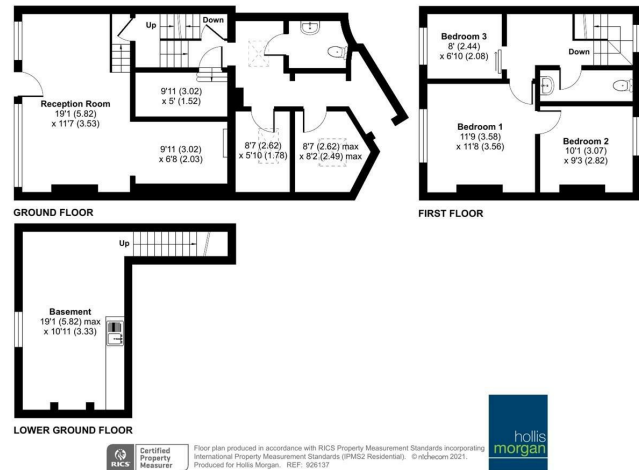 Up
Down
Reception Room
19'1 (5.82)
x 11'7 (3.53)
9'11 (3.02)
x 5' (1.52)
9'11 (3.02)
x 6'8 (2.03)
8'7 (2.62)
x 5'10 (1.78)
8'7 (2.62) max
x 8'2 (2.49) max
GROUND FLOOR
Bedroom 3
8' (2.44)
x 6'10 (2.08)
Down
Bedroom 1
11'9 (3.58)
x 11'8 (3.56)
Bedroom 2
10'1 (3.07)
x 9'3 (2.82)
FIRST FLOOR
Up
Basement
19'1 (5.82) max
x 10'11 (3.33)
LOWER GROUND FLOOR
RICS
Certified
Property
Measurer
Floor plan produced in accordance with RICS Property Measurement Standards incorporating
International Property Measurement Standards (IPMS2 Residential). © nichecom 2021.
Produced for Hollis Morgan. REF: 926137
hollis
morgan